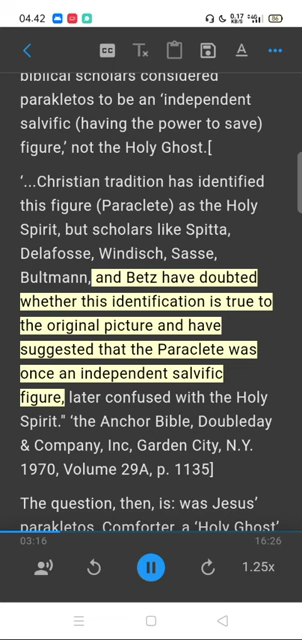 04.42
0.17
KB/S
86
CC
biblical scholars considered
parakletos to be an ‘independent
salvific (having the power to save)
figure,’ not the Holy Ghost.[
‘...Christian tradition has identified
this figure (Paraclete) as the Holy
Spirit, but scholars like Spitta,
Delafosse, Windisch, Sasse,
Bultmann, and Betz have doubted
whether this identification is true to
the original picture and have
suggested that the Paraclete was
once an independent salvific
figure, later confused with the Holy
Spirit." ‘the Anchor Bible, Doubleday
& Company, Inc, Garden City, N.Y.
1970, Volume 29A, p. 1135]
The question, then, is: was Jesus’
parakletos, Comforter, a ‘Holy Ghost’
03:16
16:26
1.25x